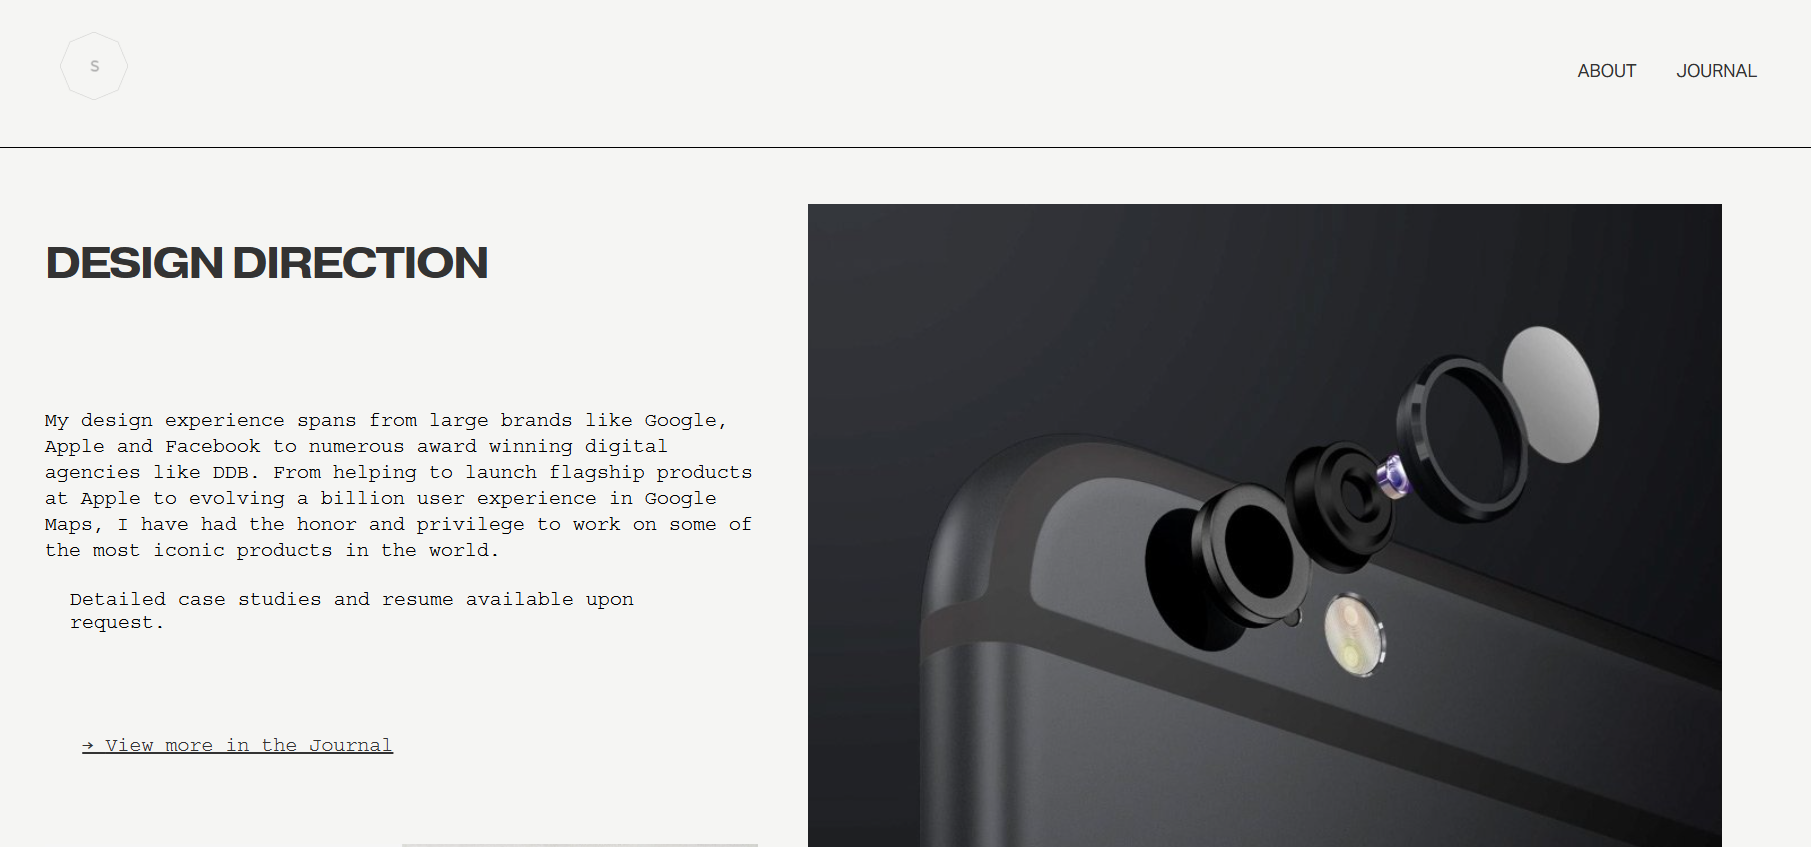 S
ABOUT JOURNAL
DESIGN DIRECTION
My design experience spans from large brands like Google,
Apple and Facebook to numerous award winning digital
agencies like DDB. From helping to launch flagship products
at Apple to evolving a billion user experience in Google
Maps, I have had the honor and privilege to work on some of
the most iconic products in the world.
Detailed case studies and resume available upon
request.
→ View more in the Journal